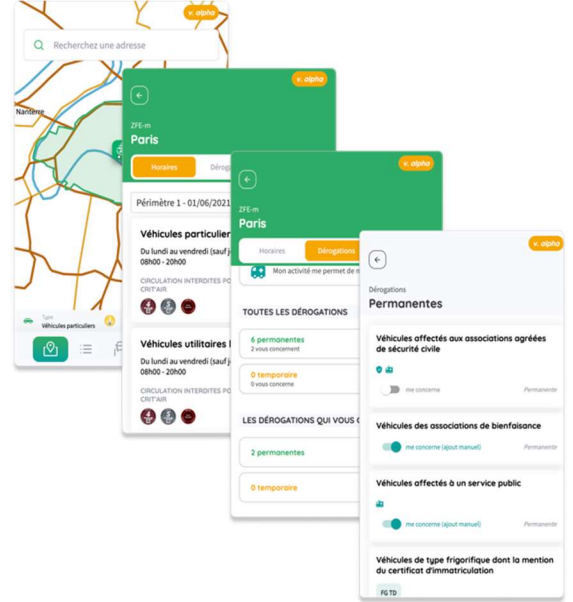 v. alpha
Recherchez une adresse
Nanterre
Type
Véhicules particuliers
v. alpha
ZFE-m
Paris
Horaires
Périmètre 1 - 01/06/2021
Véhicules particulier
Du lundi au vendredi (sauf j
08h00 - 20h00
CIRCULATION INTERDITES PO
CRIT'AIR
Véhicules utilitaires l
Du lundi au vendredi (sauf j
08h00 - 20h00
CIRCULATION INTERDITES PO
CRIT'AIR
v. alpha
ZFE-m
Paris
Horaires Dérogations
Mon activité me permet de
TOUTES LES DÉROGATIONS
6 permanentes
2 vous concernent
0 temporaire
0 vous concerne
LES DÉROGATIONS QUI VOUS C
2 permanentes
0 temporaire
v. alpha
Dérogations
Permanentes
Véhicules affectés aux associations agréées
de sécurité civile
me concerne Permanente
Véhicules des associations de bienfaisance
me concerne (ajout manuel) Permanente
Véhicules affectés à un service public
me concerne (ajout manuel) Permanente
Véhicules de type frigorifique dont la mention
du certificat d'immatriculation
FG TD